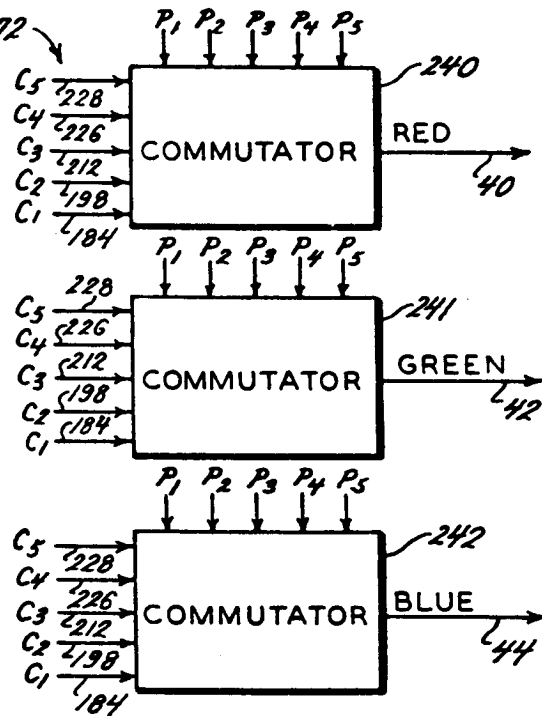 72
P1 P2 P3 P4 P5
240
C5 228
C4 226
C3 212
C2 198
C1 184
COMMUTATOR
RED
40
P1 P2 P3 P4 P5
241
C5 228
C4 226
C3 212
C2 198
C1 184
COMMUTATOR
GREEN
42
P1 P2 P3 P4 P5
242
C5 228
C4 226
C3 212
C2 198
C1 184
COMMUTATOR
BLUE
44